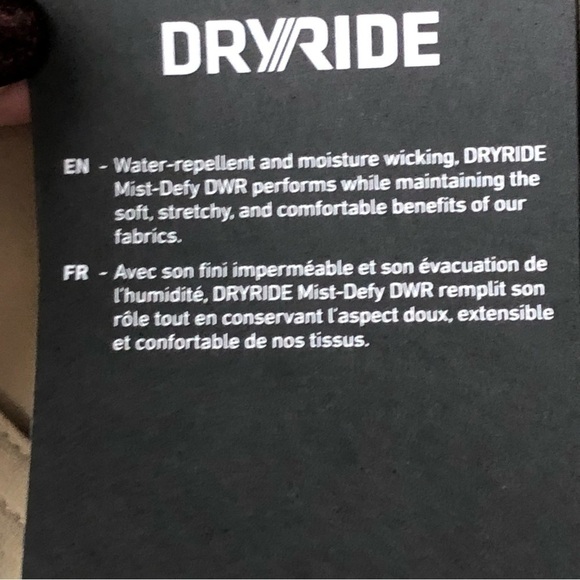 DRYRIDE
EN - Water-repellent and moisture wicking, DRYRIDE
Mist-Defy DWR performs while maintaining the
soft, stretchy, and comfortable benefits of our
fabrics.
FR - Avec son fini imperméable et son évacuation de
l'humidité, DRYRIDE Mist-Defy DWR remplit son
rôle tout en conservant l'aspect doux, extensible
et confortable de nos tissus.